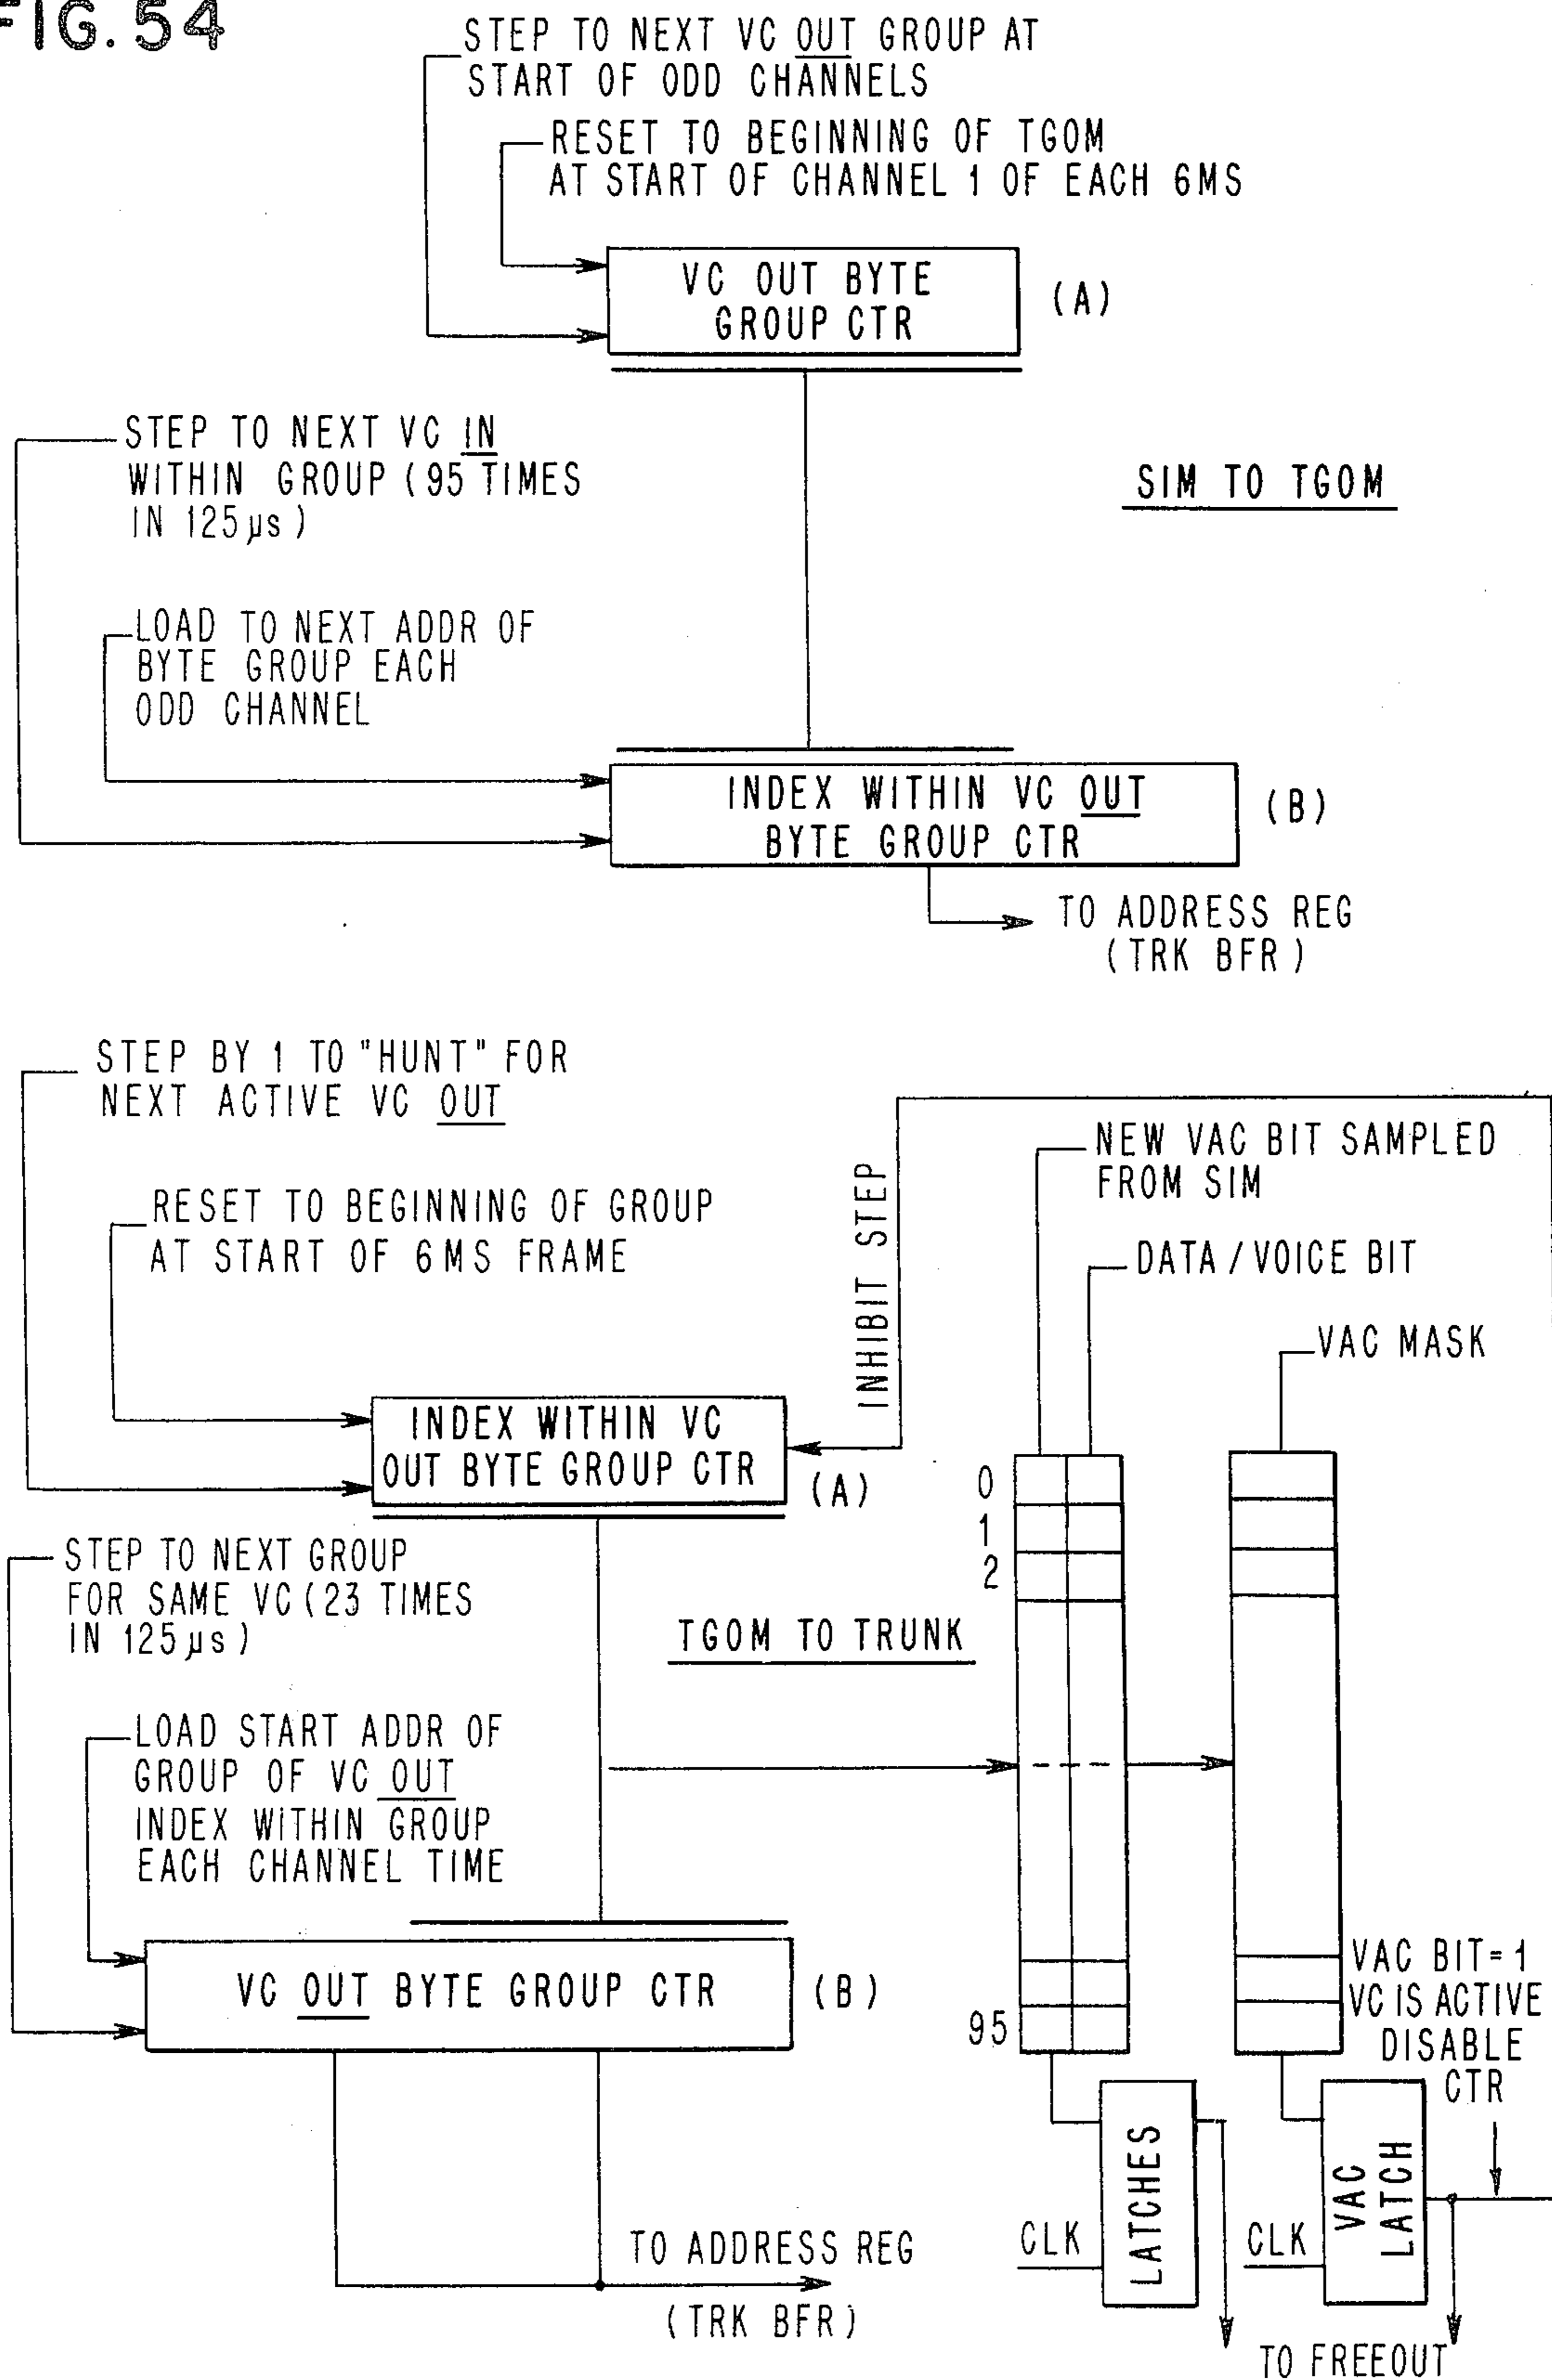 FIG. 54
STEP TO NEXT VC OUT GROUP AT
START OF ODD CHANNELS
RESET TO BEGINNING OF TGOM
AT START OF CHANNEL 1 OF EACH 6MS
VC OUT BYTE
GROUP CTR
(A)
STEP TO NEXT VC IN
WITHIN GROUP (95 TIMES
IN 125µs)
SIM TO TGOM
LOAD TO NEXT ADDR OF
BYTE GROUP EACH
ODD CHANNEL
INDEX WITHIN VC OUT
BYTE GROUP CTR
(B)
TO ADDRESS REG
(TRK BFR)
STEP BY 1 TO "HUNT" FOR
NEXT ACTIVE VC OUT
RESET TO BEGINNING OF GROUP
AT START OF 6MS FRAME
INHIBIT STEP
NEW VAC BIT SAMPLED
FROM SIM
DATA/VOICE BIT
VAC MASK
INDEX WITHIN VC
OUT BYTE GROUP CTR
(A)
0
1
2
STEP TO NEXT GROUP
FOR SAME VC (23 TIMES
IN 125µs)
TGOM TO TRUNK
LOAD START ADDR OF
GROUP OF VC OUT
INDEX WITHIN GROUP
EACH CHANNEL TIME
VC OUT BYTE GROUP CTR
(B)
95
VAC BIT=1
VC IS ACTIVE
DISABLE
CTR
LATCHES
VAC
LATCH
CLK
CLK
TO ADDRESS REG
(TRK BFR)
TO FREEOUT